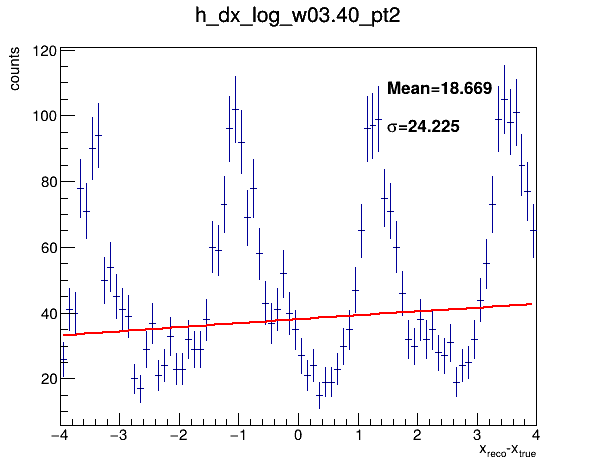 h_dx_log_w03.40_pt2
counts
120
100
80
60
40
20
Mean=18.669
σ=24.225
−4 −3 −2 −1 0 1 2 3 4
x_reco-x_true